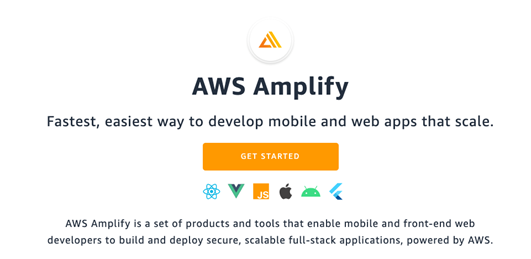 AWS Amplify
Fastest, easiest way to develop mobile and web apps that scale.
GET STARTED
JS
AWS Amplify is a set of products and tools that enable mobile and front-end web
developers to build and deploy secure, scalable full-stack applications, powered by AWS.